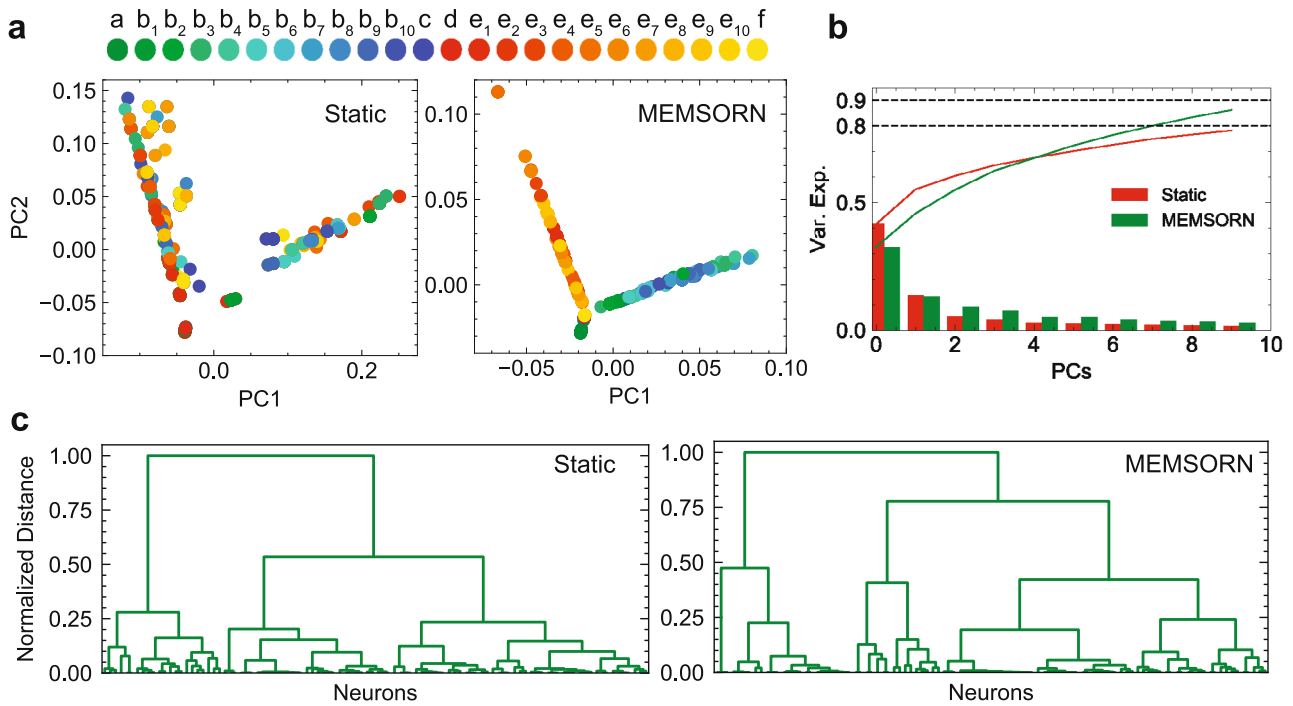 a
a b₁ b₂ b₃ b₄ b₅ b₆ b₇ b₈ b₉ b₁₀ c d e₁ e₂ e₃ e₄ e₅ e₆ e₇ e₈ e₉ e₁₀ f
Static
PC2
0.15
0.10
0.05
0.00
−0.05
−0.10
0.0 0.2
PC1
MEMSORN
0.10
0.05
0.00
−0.05 0.00 0.05 0.10
PC1
b
Var. Exp.
0.9
0.8
0.5
0.0
Static
MEMSORN
0 2 4 6 8 10
PCs
c
Normalized Distance
1.00
0.75
0.50
0.25
0.00
Static
Neurons
1.00
0.75
0.50
0.25
0.00
MEMSORN
Neurons